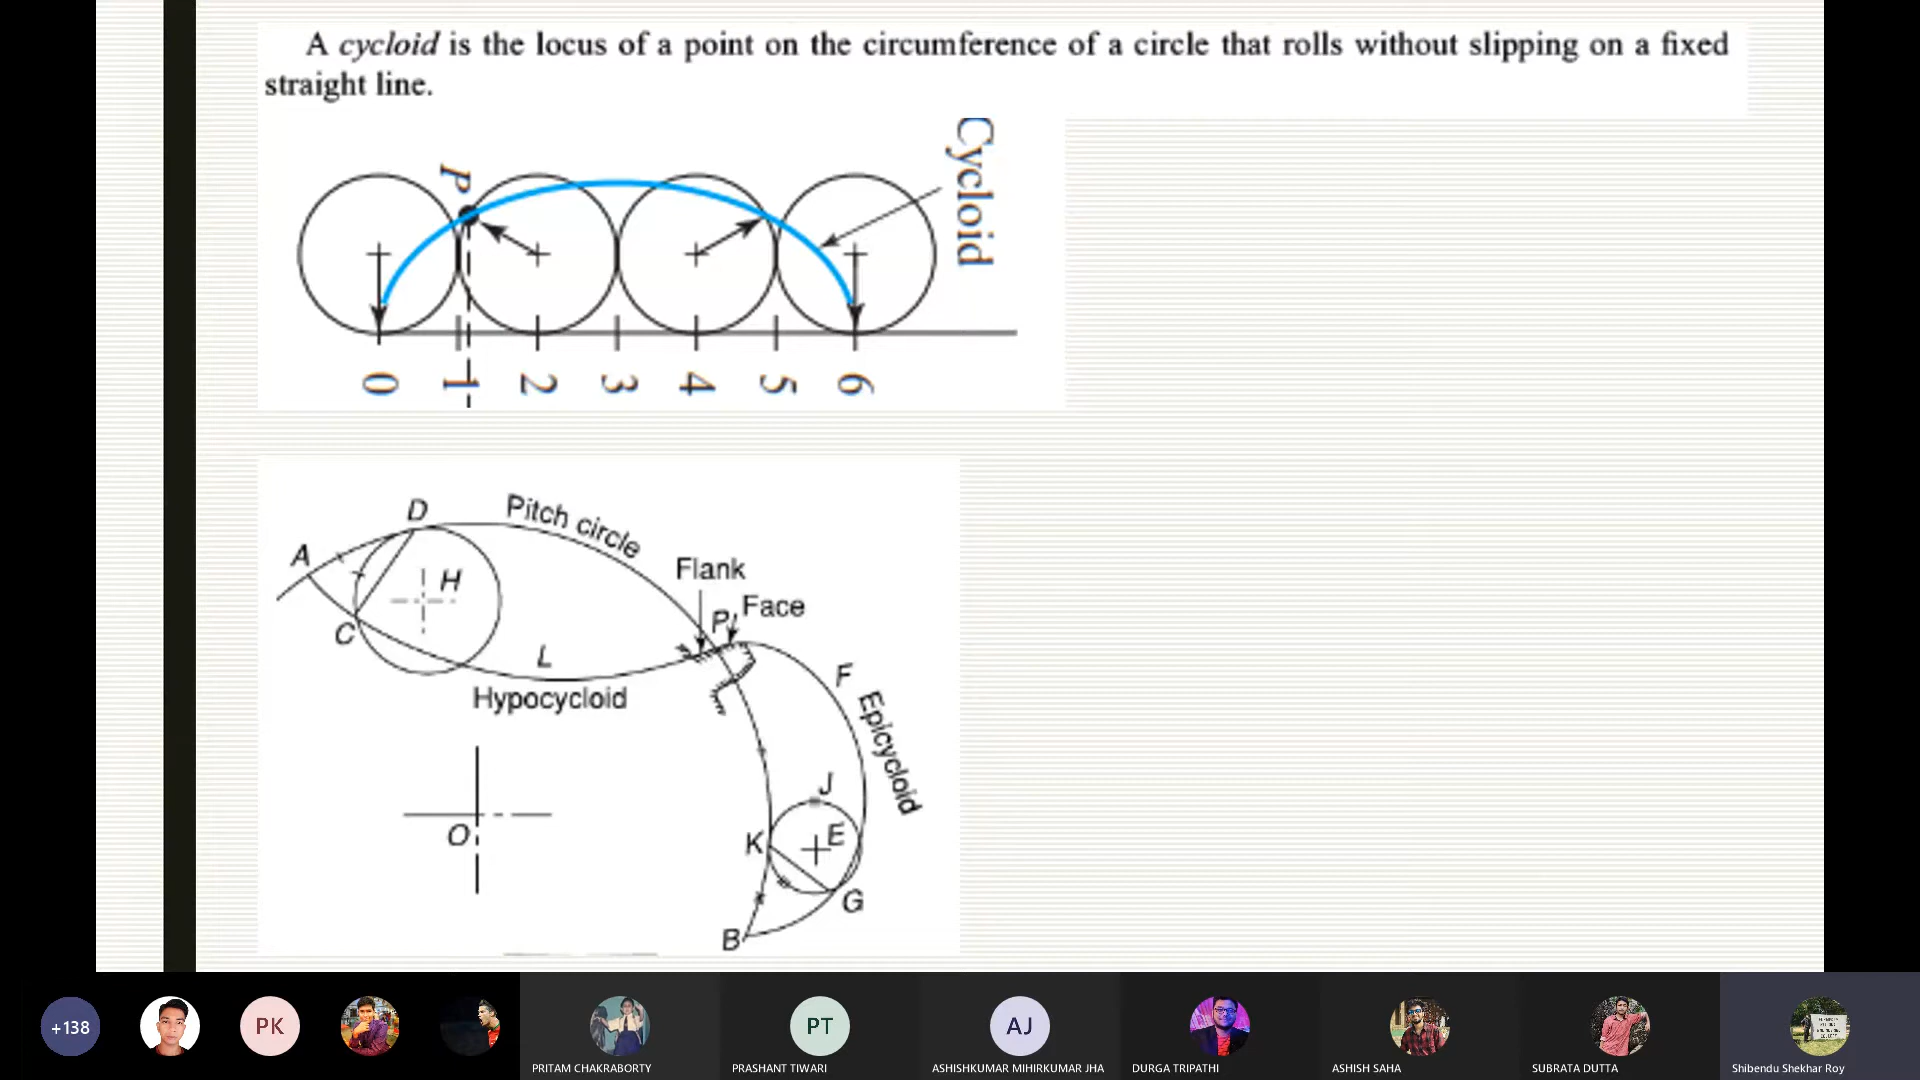 A cycloid is the locus of a point on the circumference of a circle that rolls without slipping on a fixed
straight line.
Cycloid
P
0 1 2 3 4 5 6
D
Pitch circle
A
H
Flank
Face
P
C
L
Hypocycloid
F
Epicycloid
J
O
K
E
G
B
+138
PK
PT
AJ
PRITAM CHAKRABORTY
PRASHANT TIWARI
ASHISHKUMAR MIHIRKUMAR JHA
DURGA TRIPATHI
ASHISH SAHA
SUBRATA DUTTA
Shibendu Shekhar Roy